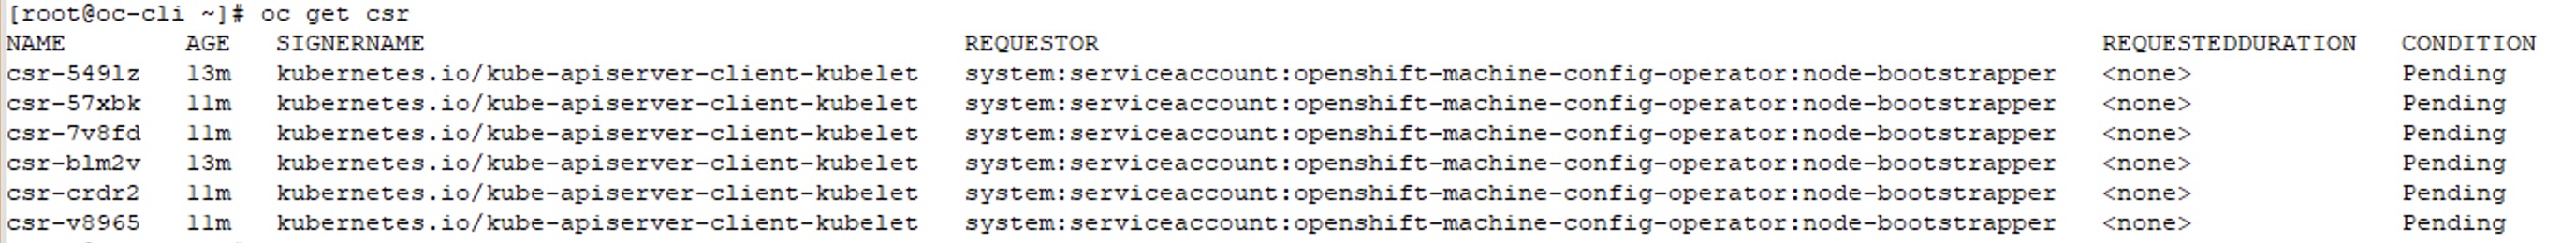 [root@oc-cli ~]# oc get csr
NAME AGE SIGNERNAME REQUESTOR REQUESTEDDURATION CONDITION
csr-549lz 13m kubernetes.io/kube-apiserver-client-kubelet system:serviceaccount:openshift-machine-config-operator:node-bootstrapper <none> Pending
csr-57xbk 11m kubernetes.io/kube-apiserver-client-kubelet system:serviceaccount:openshift-machine-config-operator:node-bootstrapper <none> Pending
csr-7v8fd 11m kubernetes.io/kube-apiserver-client-kubelet system:serviceaccount:openshift-machine-config-operator:node-bootstrapper <none> Pending
csr-blm2v 13m kubernetes.io/kube-apiserver-client-kubelet system:serviceaccount:openshift-machine-config-operator:node-bootstrapper <none> Pending
csr-crdr2 11m kubernetes.io/kube-apiserver-client-kubelet system:serviceaccount:openshift-machine-config-operator:node-bootstrapper <none> Pending
csr-v8965 11m kubernetes.io/kube-apiserver-client-kubelet system:serviceaccount:openshift-machine-config-operator:node-bootstrapper <none> Pending